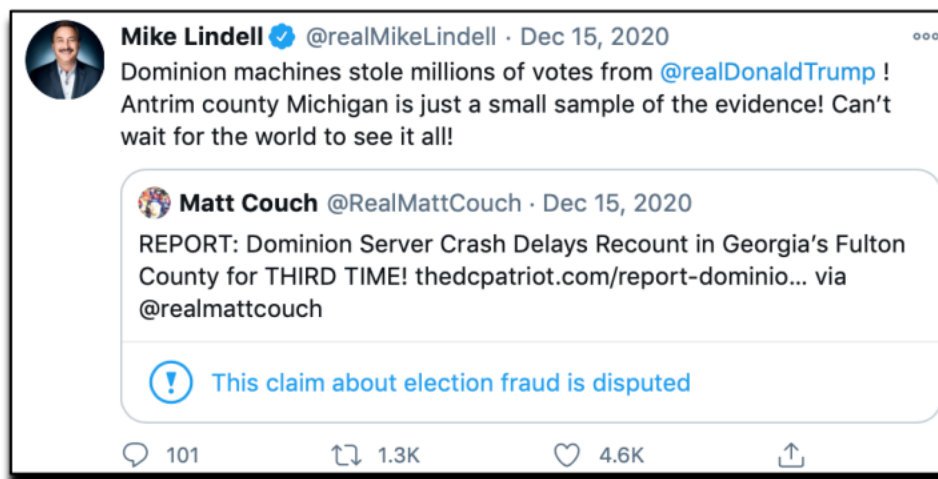 Mike Lindell @realMikeLindell · Dec 15, 2020
Dominion machines stole millions of votes from @realDonaldTrump !
Antrim county Michigan is just a small sample of the evidence! Can't
wait for the world to see it all!
Matt Couch @RealMattCouch · Dec 15, 2020
REPORT: Dominion Server Crash Delays Recount in Georgia's Fulton
County for THIRD TIME! thedcpatriot.com/report-dominio... via
@realmattcouch
This claim about election fraud is disputed
101 1.3K 4.6K